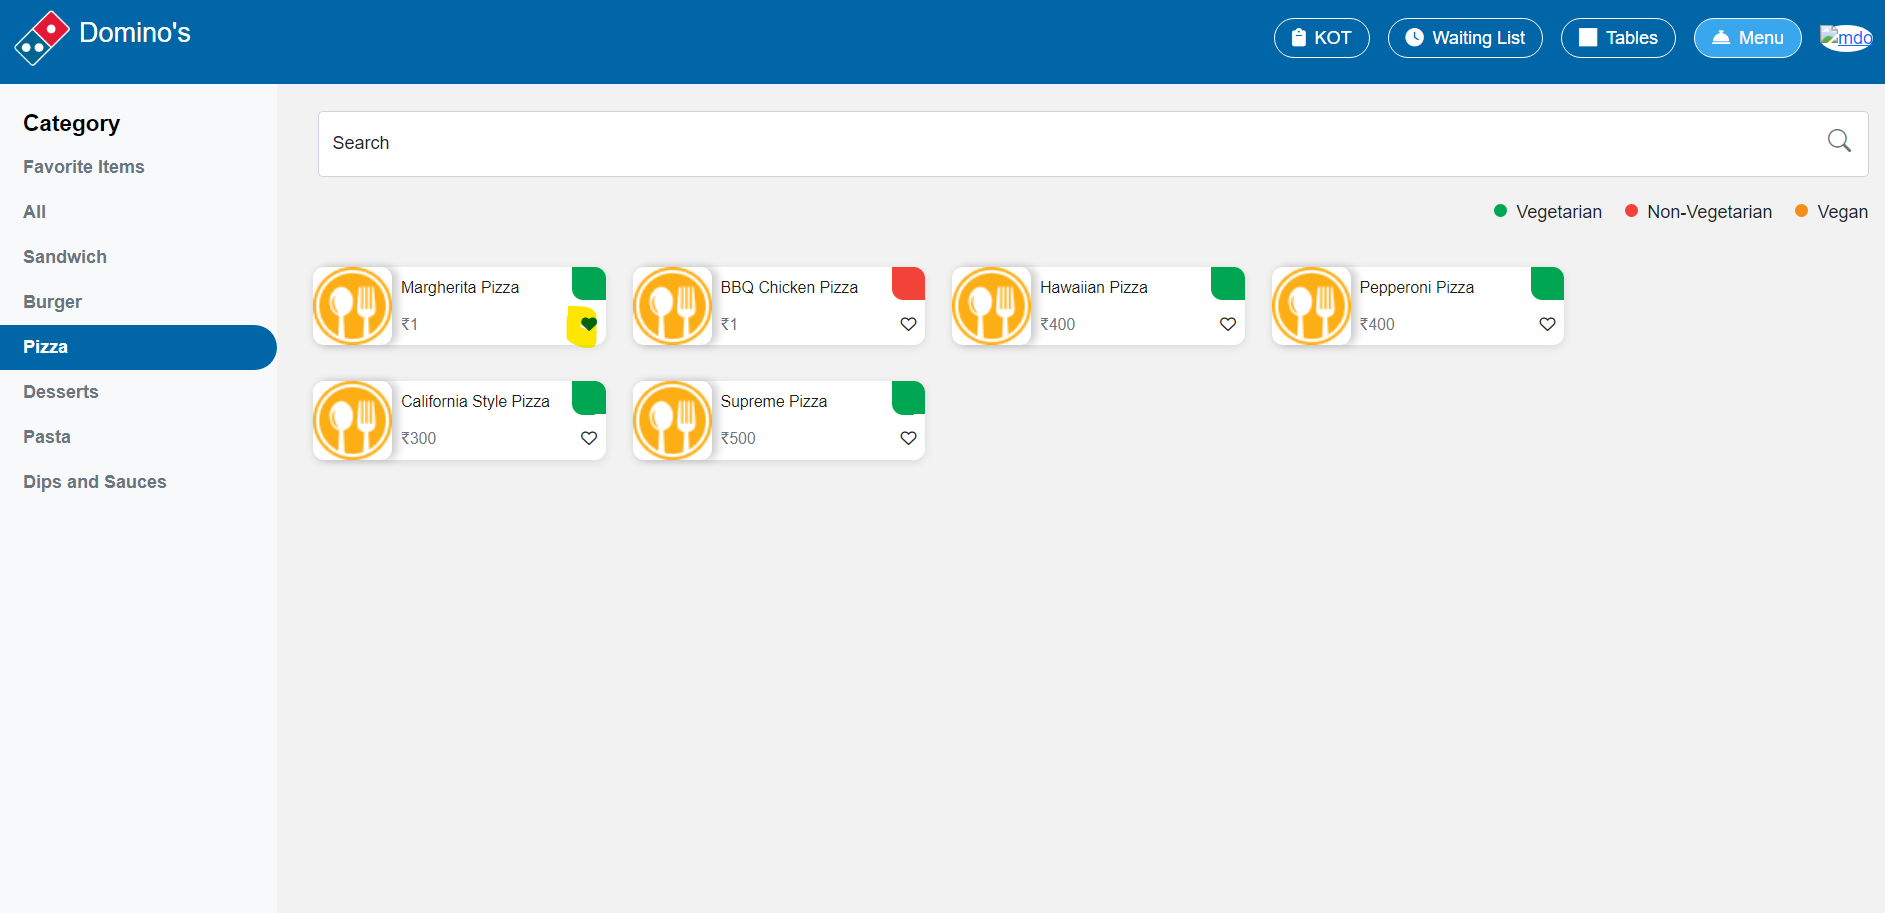 Domino's
KOT
Waiting List
Tables
Menu
mdo
Category
Favorite Items
All
Sandwich
Burger
Pizza
Desserts
Pasta
Dips and Sauces
Search
Vegetarian
Non-Vegetarian
Vegan
Margherita Pizza
₹1
BBQ Chicken Pizza
₹1
Hawaiian Pizza
₹400
Pepperoni Pizza
₹400
California Style Pizza
₹300
Supreme Pizza
₹500